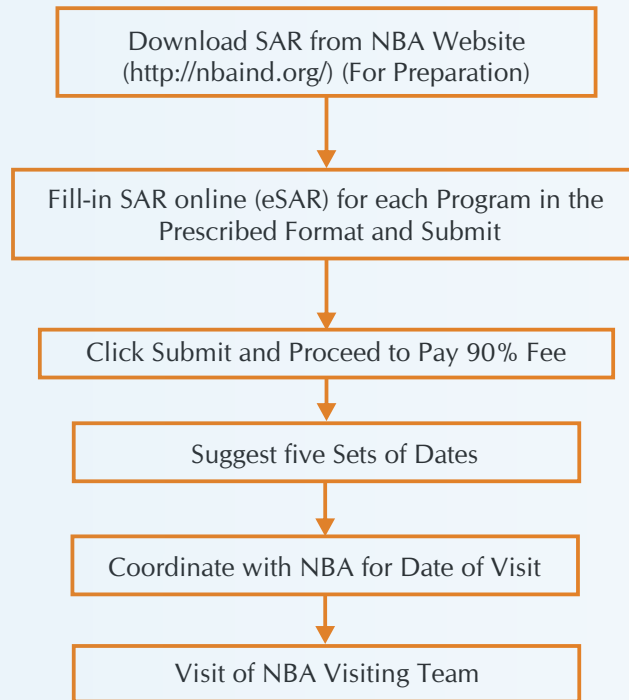 Download SAR from NBA Website
(http://nbaind.org/) (For Preparation)
Fill-in SAR online (eSAR) for each Program in the
Prescribed Format and Submit
Click Submit and Proceed to Pay 90% Fee
Suggest five Sets of Dates
Coordinate with NBA for Date of Visit
Visit of NBA Visiting Team